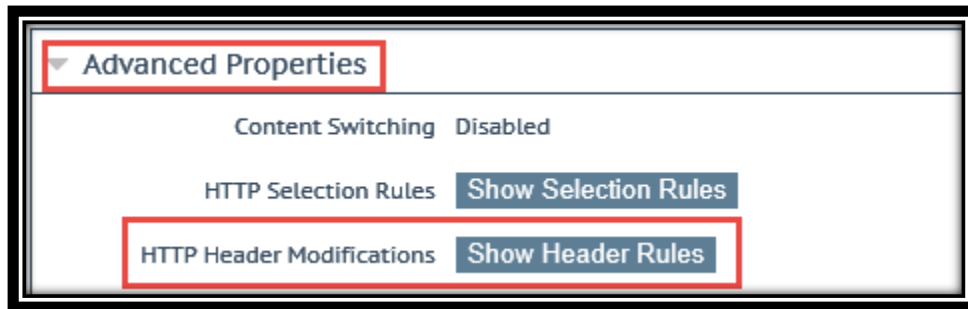 Advanced Properties
Content Switching Disabled
HTTP Selection Rules Show Selection Rules
HTTP Header Modifications Show Header Rules